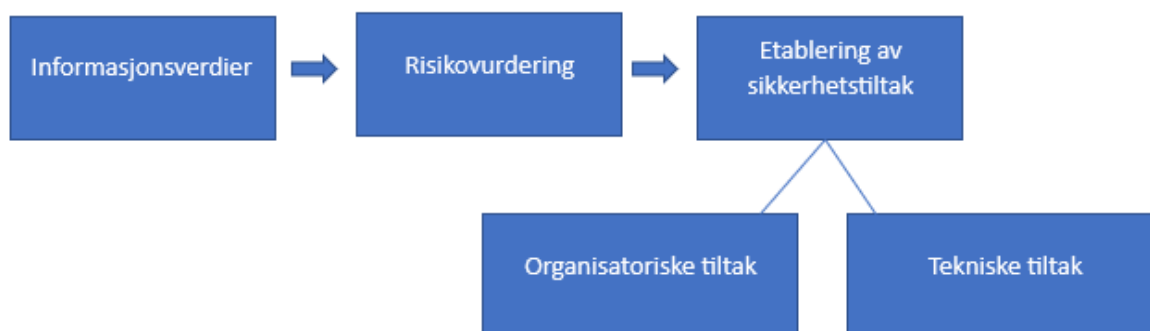 Informasjonsverdier
Risikovurdering
Etablering av
sikkerhetstiltak
Organisatoriske tiltak
Tekniske tiltak